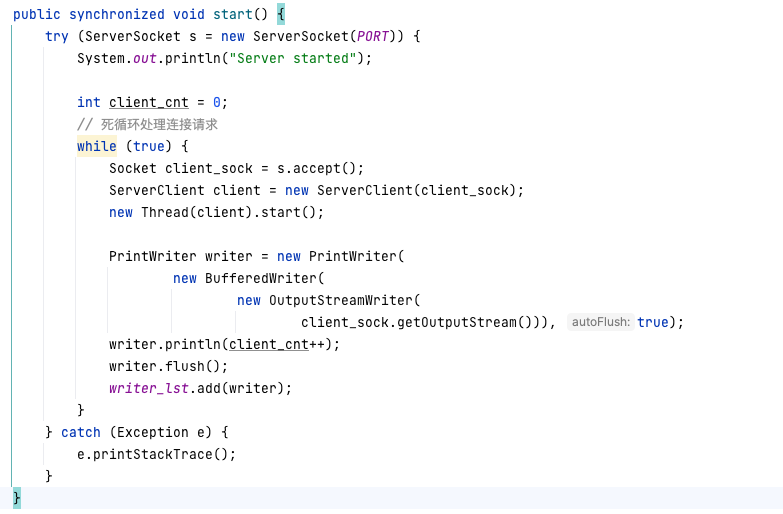 public synchronized void start() {
    try (ServerSocket s = new ServerSocket(PORT)) {
        System.out.println("Server started");

        int client_cnt = 0;
        // 死循环处理连接请求
        while (true) {
            Socket client_sock = s.accept();
            ServerClient client = new ServerClient(client_sock);
            new Thread(client).start();

            PrintWriter writer = new PrintWriter(
                    new BufferedWriter(
                            new OutputStreamWriter(
                                    client_sock.getOutputStream())), autoFlush: true);
            writer.println(client_cnt++);
            writer.flush();
            writer_lst.add(writer);
        }
    } catch (Exception e) {
        e.printStackTrace();
    }
}